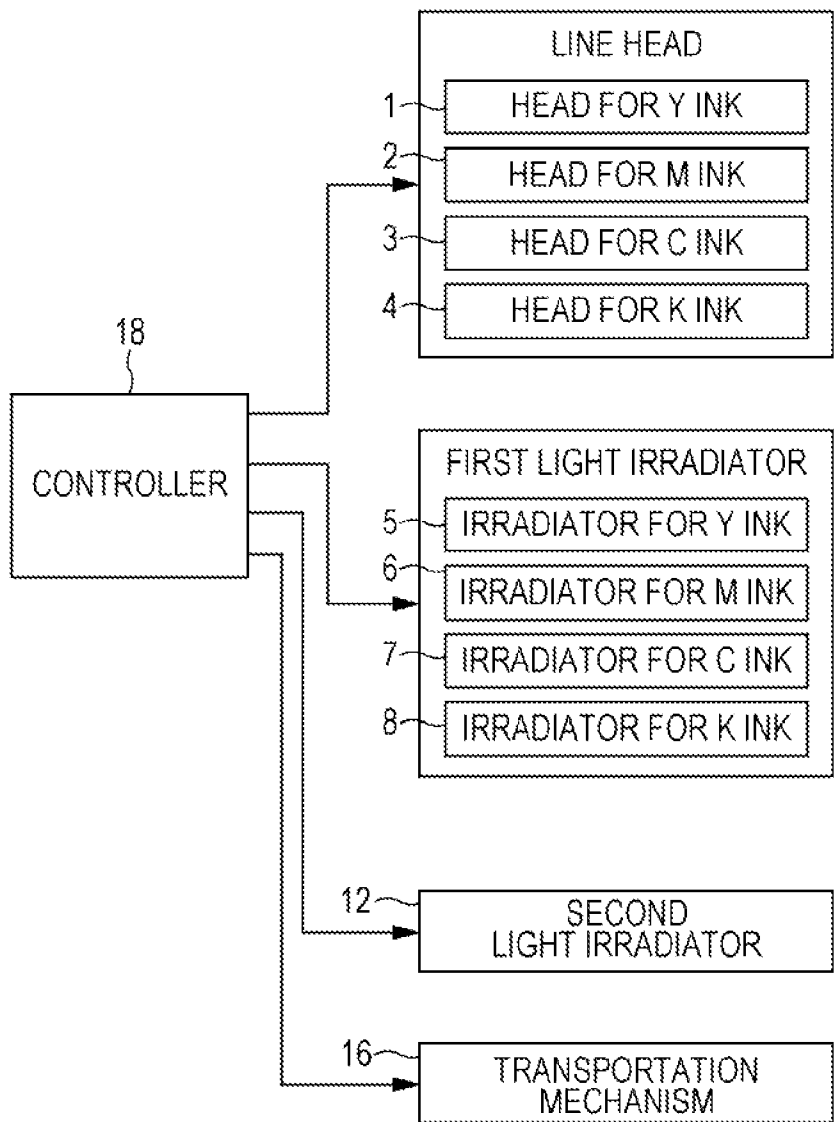 LINE HEAD
1
HEAD FOR Y INK
2
HEAD FOR M INK
3
HEAD FOR C INK
4
HEAD FOR K INK
18
CONTROLLER
FIRST LIGHT IRRADIATOR
5
IRRADIATOR FOR Y INK
6
IRRADIATOR FOR M INK
7
IRRADIATOR FOR C INK
8
IRRADIATOR FOR K INK
12
SECOND
LIGHT IRRADIATOR
16
TRANSPORTATION
MECHANISM